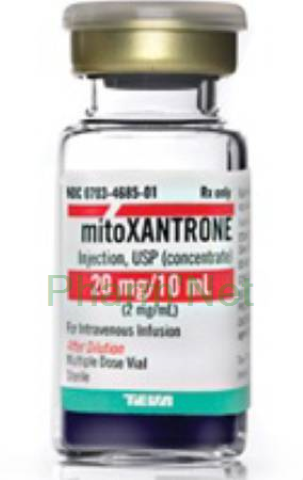 NDC 0703-4685-01 Rx only
mitoXANTRONE
Injection, USP (concentrate)
20 mg/10 mL
(2 mg/mL)
For Intravenous Infusion
After Dilution
Multiple Dose Vial
Sterile
TEVA